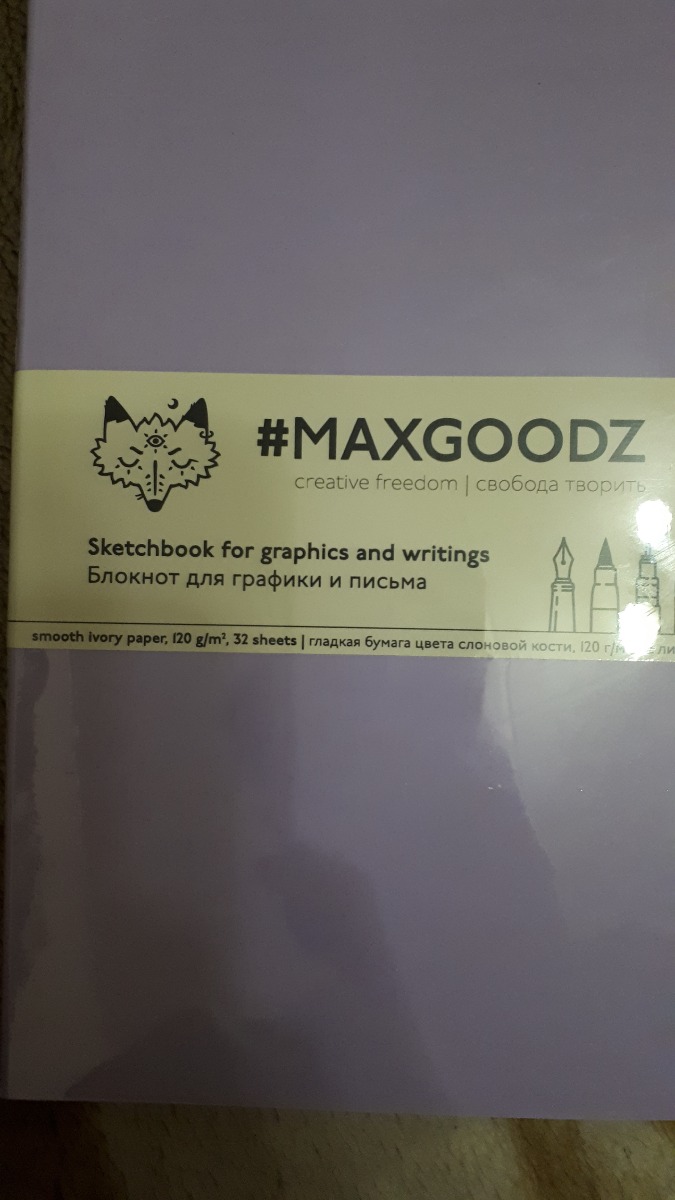 #MAXGOODZ
creative freedom | свобода творить
Sketchbook for graphics and writings
Блокнот для графики и письма
smooth ivory paper, 120 g/m², 32 sheets | гладкая бумага цвета слоновой кости, 120